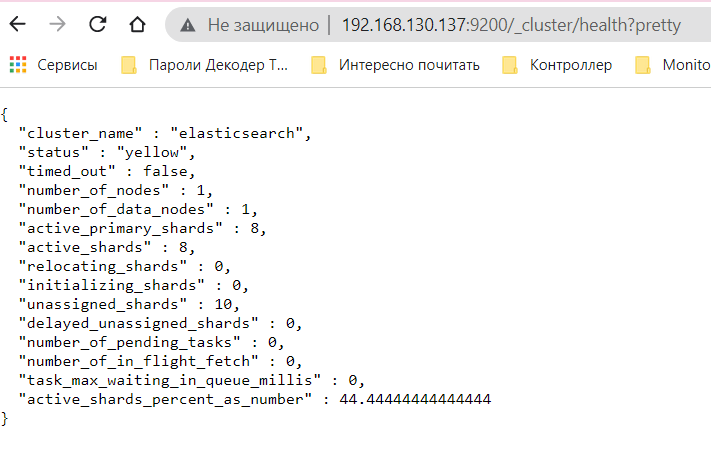 Не защищено | 192.168.130.137:9200/_cluster/health?pretty
Сервисы Пароли Декодер Т... Интересно почитать Контроллер Monito
{
  "cluster_name" : "elasticsearch",
  "status" : "yellow",
  "timed_out" : false,
  "number_of_nodes" : 1,
  "number_of_data_nodes" : 1,
  "active_primary_shards" : 8,
  "active_shards" : 8,
  "relocating_shards" : 0,
  "initializing_shards" : 0,
  "unassigned_shards" : 10,
  "delayed_unassigned_shards" : 0,
  "number_of_pending_tasks" : 0,
  "number_of_in_flight_fetch" : 0,
  "task_max_waiting_in_queue_millis" : 0,
  "active_shards_percent_as_number" : 44.44444444444444
}